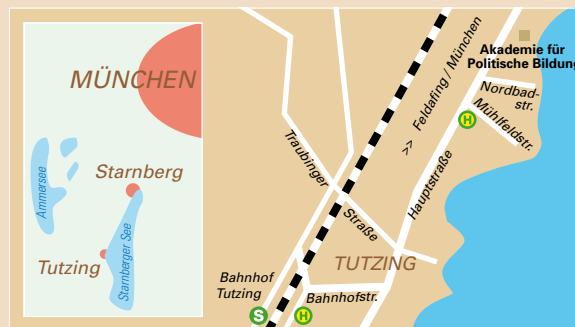 MÜNCHEN
Starnberg
Ammersee
Starnberger See
Tutzing
Akademie für
Politische Bildung
Nordbad-
str.
Mühlfeldstr.
H
>> Feldafing / München
Hauptstraße
Traubinger
Straße
TUTZING
Bahnhof
Tutzing
S
H
Bahnhofstr.